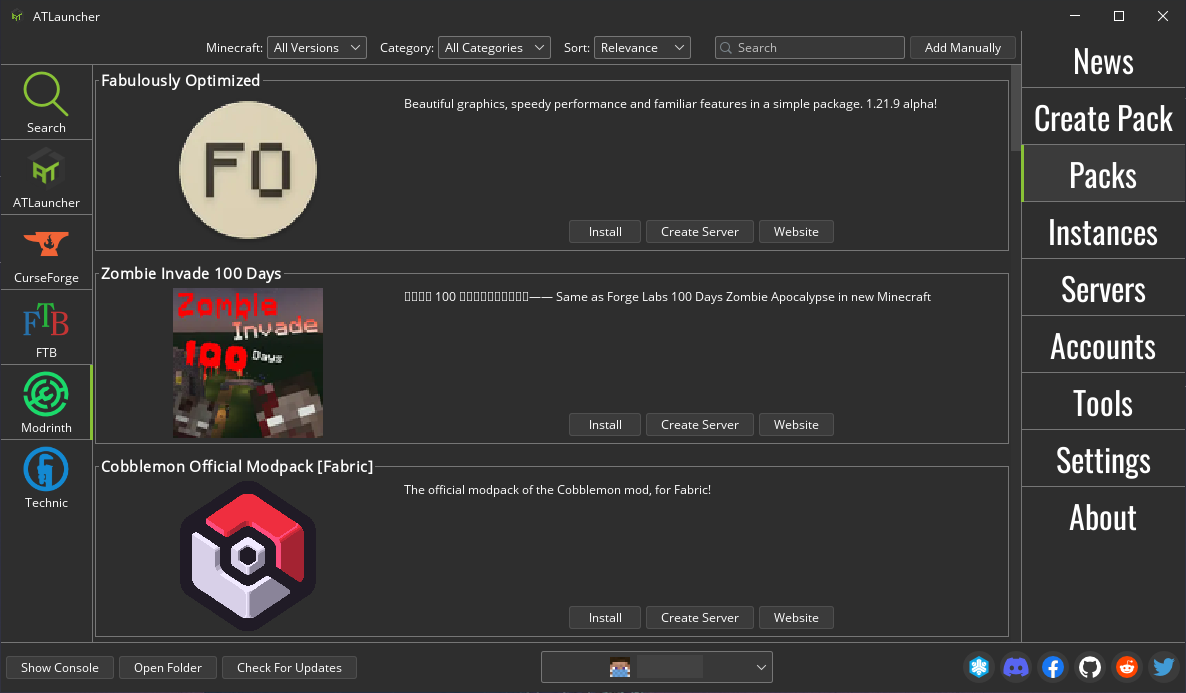 ATLauncher
Minecraft: All Versions Category: All Categories Sort: Relevance Search Add Manually
News
Create Pack
Packs
Instances
Servers
Accounts
Tools
Settings
About
Search
ATLauncher
CurseForge
FTB
FTB
Modrinth
Technic
Fabulously Optimized
FO
Beautiful graphics, speedy performance and familiar features in a simple package. 1.21.9 alpha!
Install Create Server Website
Zombie Invade 100 Days
Zombie
Invade
100 Days
100 —— Same as Forge Labs 100 Days Zombie Apocalypse in new Minecraft
Install Create Server Website
Cobblemon Official Modpack [Fabric]
The official modpack of the Cobblemon mod, for Fabric!
Install Create Server Website
Show Console Open Folder Check For Updates